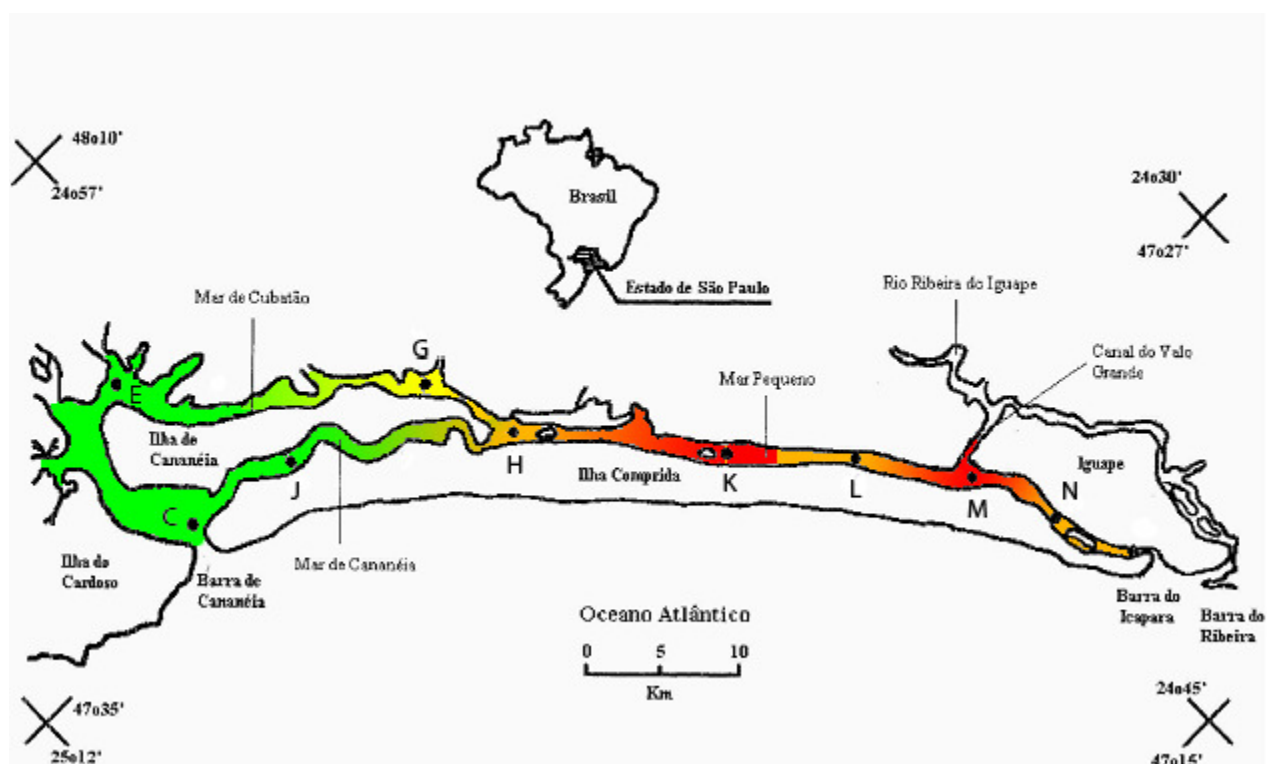 48o10'
24o57'
Brasil
Estado de São Paulo
24o30'
47o27'
Mar de Cubatão
Rio Ribeira do Iguape
Canal do Valo
Grande
G
Mar Pequeno
E
Ilha de
Cananéia
H
Ilha Comprida
K
L
Iguape
M
N
J
C
Ilha do
Cardoso
Mar de Cananéia
Barra de
Cananéia
Oceano Atlântico
0 5 10
Km
Barra do
Icapara
Barra do
Ribeira
47o35'
25o12'
24o45'
47o15'